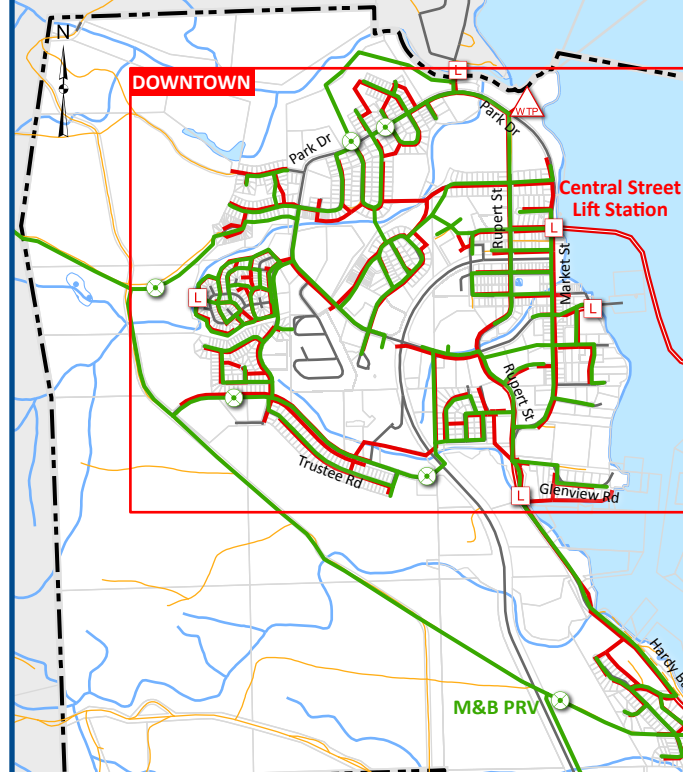 N
DOWNTOWN
L
WTP
Park Dr
Park Dr
Central Street
Lift Station
Rupert St
L
Market St
L
L
Rupert St
Trustee Rd
L
Glenview Rd
Hardy B
M&B PRV